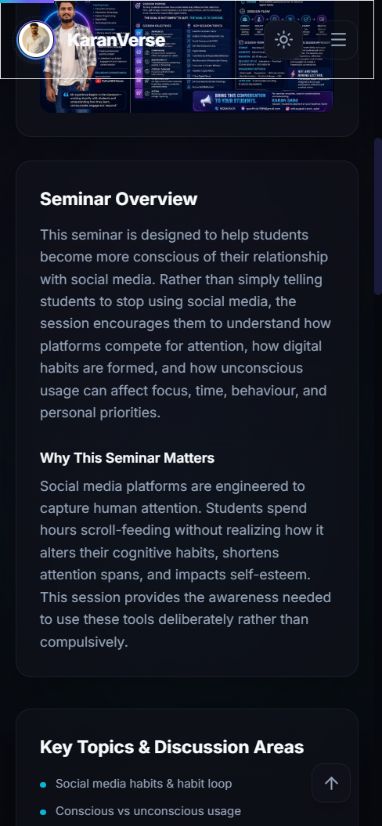 KaranVerse
BRING THIS CONVERSATION
TO YOUR STUDENTS.
Seminar Overview
This seminar is designed to help students
become more conscious of their relationship
with social media. Rather than simply telling
students to stop using social media, the
session encourages them to understand how
platforms compete for attention, how digital
habits are formed, and how unconscious
usage can affect focus, time, behaviour, and
personal priorities.
Why This Seminar Matters
Social media platforms are engineered to
capture human attention. Students spend
hours scroll-feeding without realizing how it
alters their cognitive habits, shortens
attention spans, and impacts self-esteem.
This session provides the awareness needed
to use these tools deliberately rather than
compulsively.
Key Topics & Discussion Areas
Social media habits & habit loop
Conscious vs unconscious usage